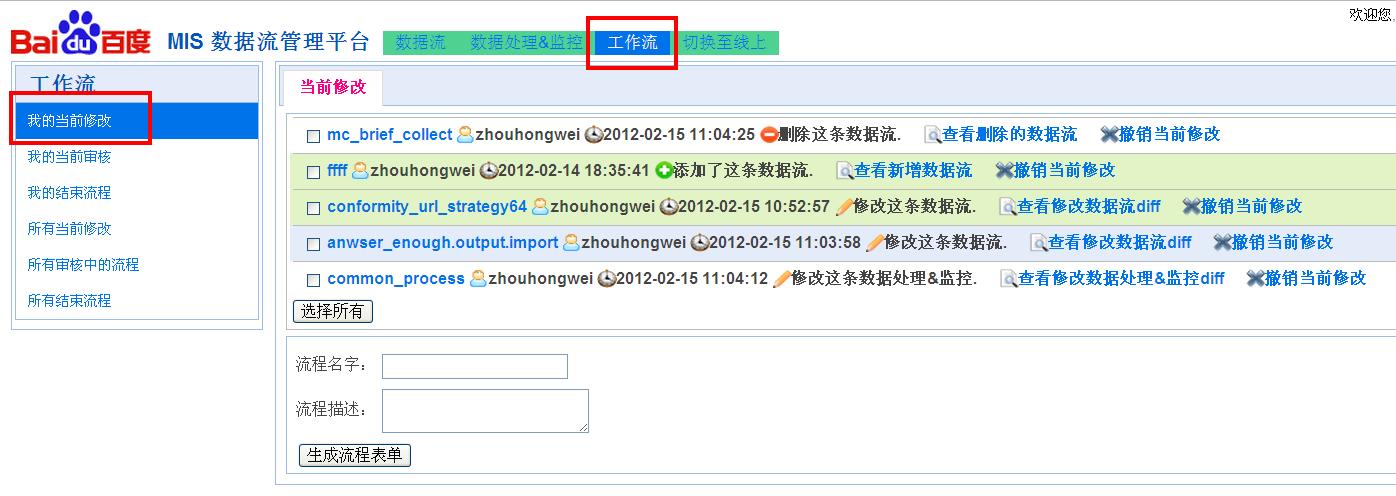 欢迎您,
Bai du 百度 MIS 数据流管理平台 数据流 数据处理&监控 工作流 切换至线上
工作流
我的当前修改
我的当前审核
我的结束流程
所有当前修改
所有审核中的流程
所有结束流程
当前修改
mc_brief_collect zhouhongwei 2012-02-15 11:04:25 删除这条数据流. 查看删除的数据流 撤销当前修改
ffff zhouhongwei 2012-02-14 18:35:41 添加了这条数据流. 查看新增数据流 撤销当前修改
conformity_url_strategy64 zhouhongwei 2012-02-15 10:52:57 修改这条数据流. 查看修改数据流diff 撤销当前修改
anwser_enough.output.import zhouhongwei 2012-02-15 11:03:58 修改这条数据流. 查看修改数据流diff 撤销当前修改
common_process zhouhongwei 2012-02-15 11:04:12 修改这条数据处理&监控. 查看修改数据处理&监控diff 撤销当前修改
选择所有
流程名字：
流程描述：
生成流程表单